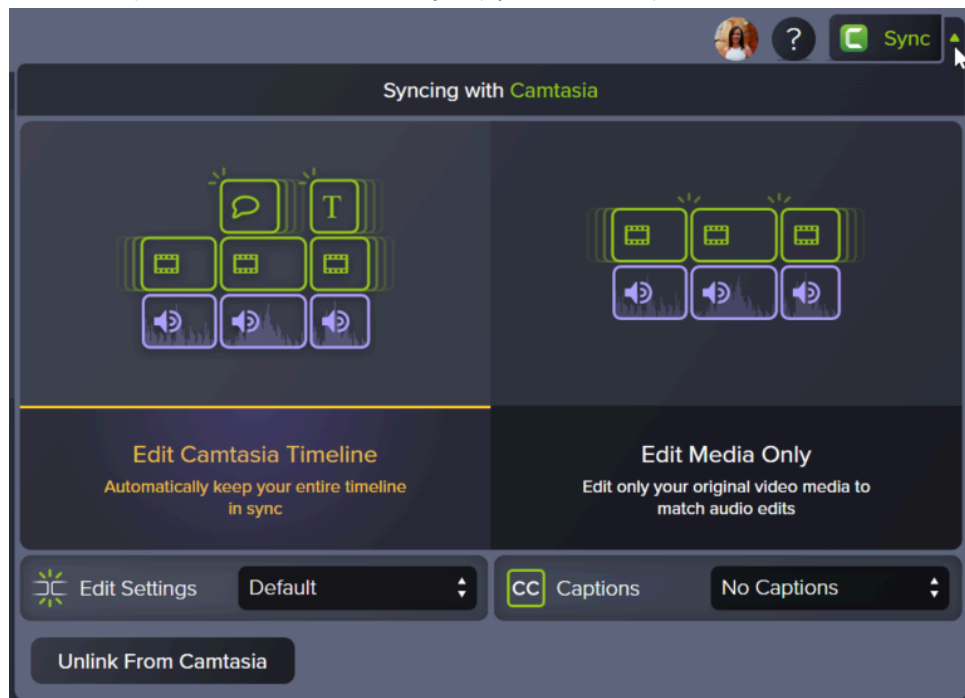 ?
Sync
Syncing with Camtasia
T
Edit Camtasia Timeline
Automatically keep your entire timeline
in sync
Edit Media Only
Edit only your original video media to
match audio edits
Edit Settings
Default
CC
Captions
No Captions
Unlink From Camtasia